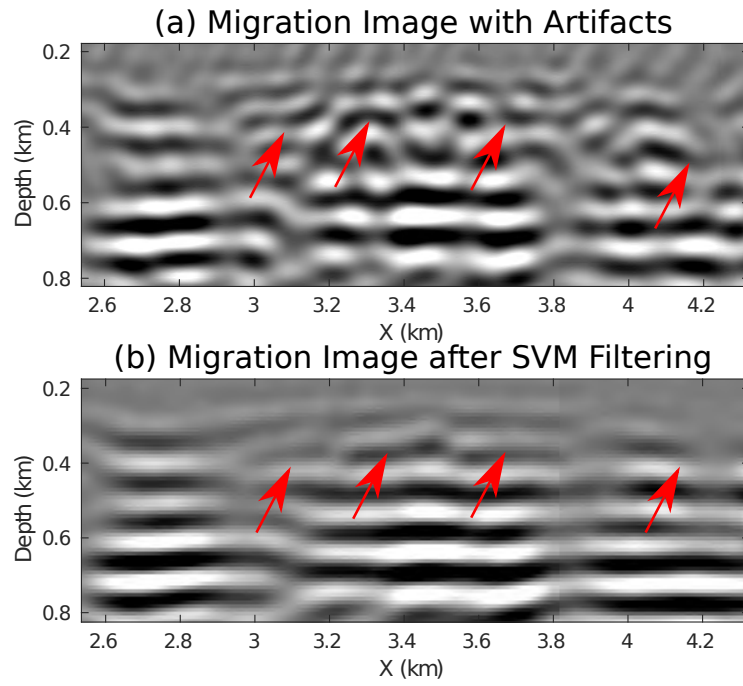 (a) Migration Image with Artifacts
0.2
0.4
0.6
0.8
Depth (km)
2.6 2.8 3 3.2 3.4 3.6 3.8 4 4.2
X (km)
(b) Migration Image after SVM Filtering
0.2
0.4
0.6
0.8
Depth (km)
2.6 2.8 3 3.2 3.4 3.6 3.8 4 4.2
X (km)